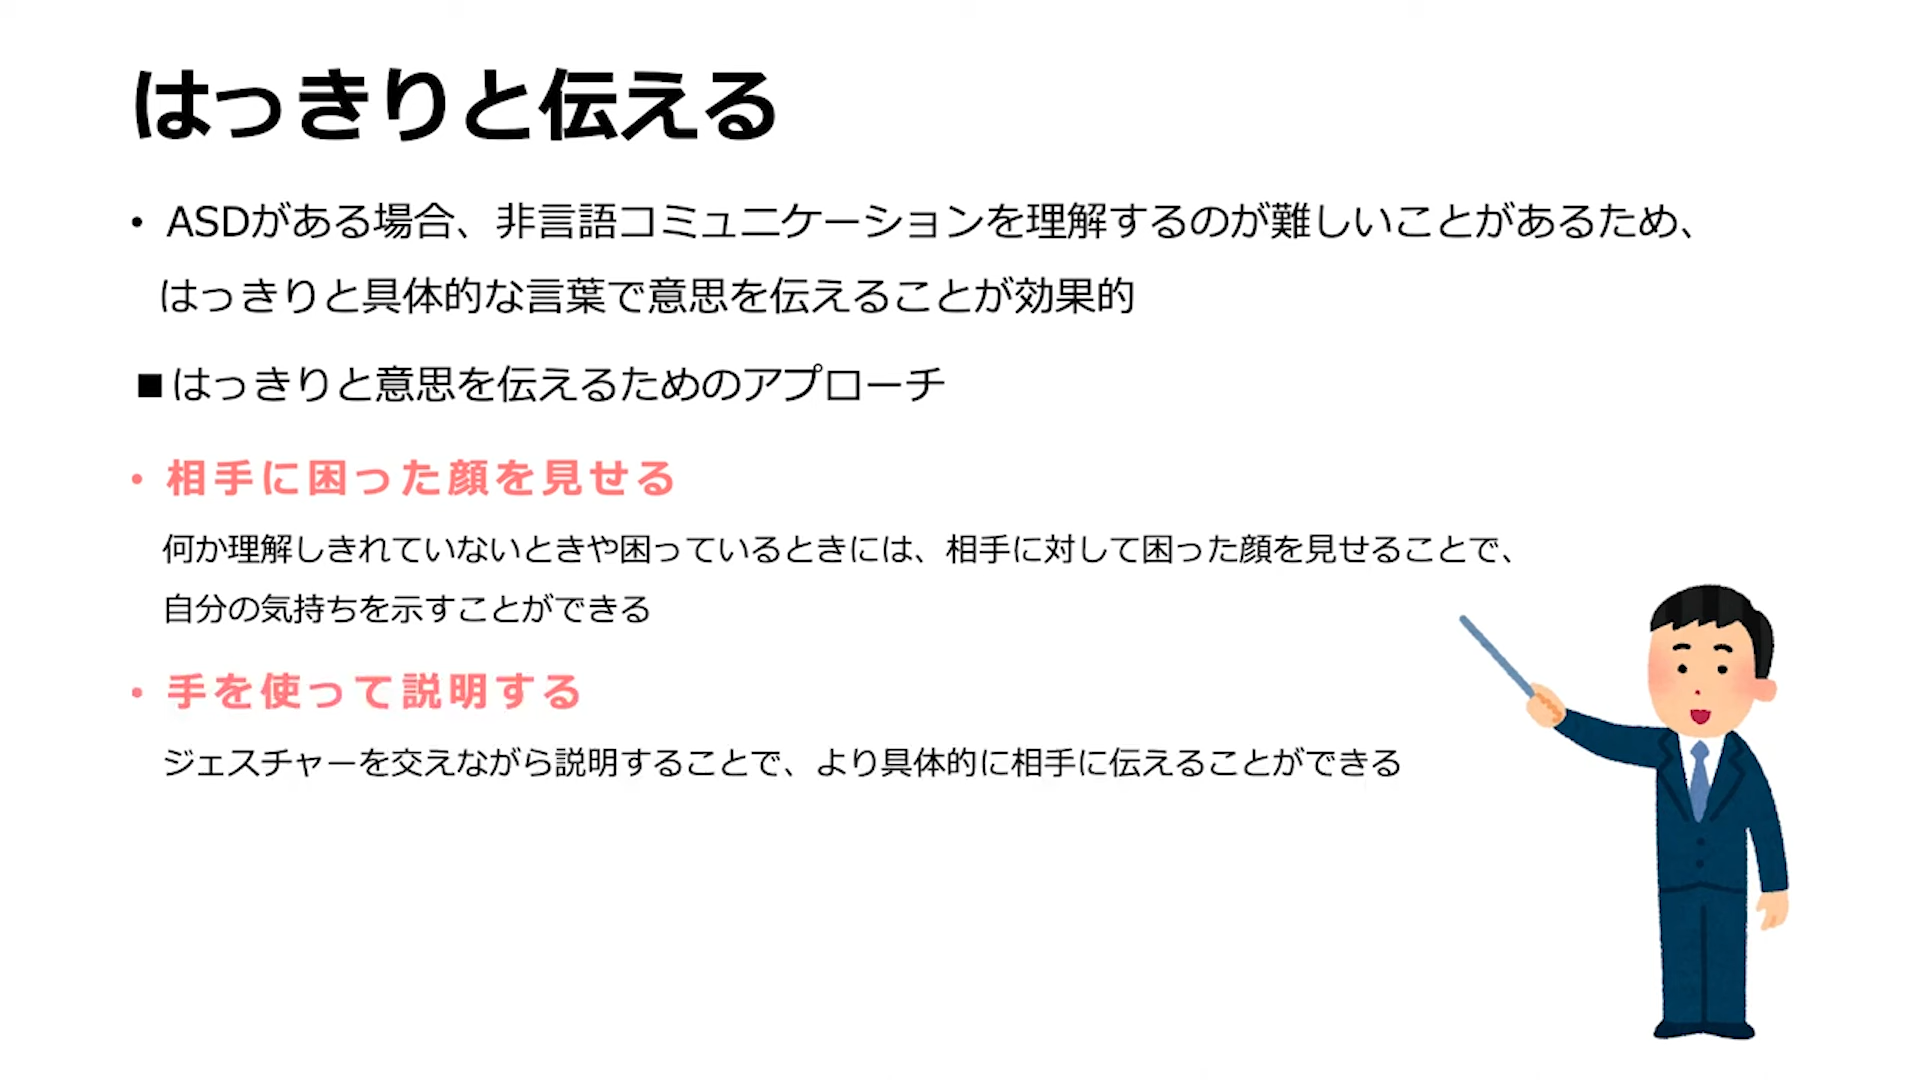 はっきりと伝える
• ASDがある場合、非言語コミュニケーションを理解するのが難しいことがあるため、
はっきりと具体的な言葉で意思を伝えることが効果的
■はっきりと意思を伝えるためのアプローチ
• 相手に困った顔を見せる
何か理解しきれていないときや困っているときには、相手に対して困った顔を見せることで、
自分の気持ちを示すことができる
• 手を使って説明する
ジェスチャーを交えながら説明することで、より具体的に相手に伝えることができる